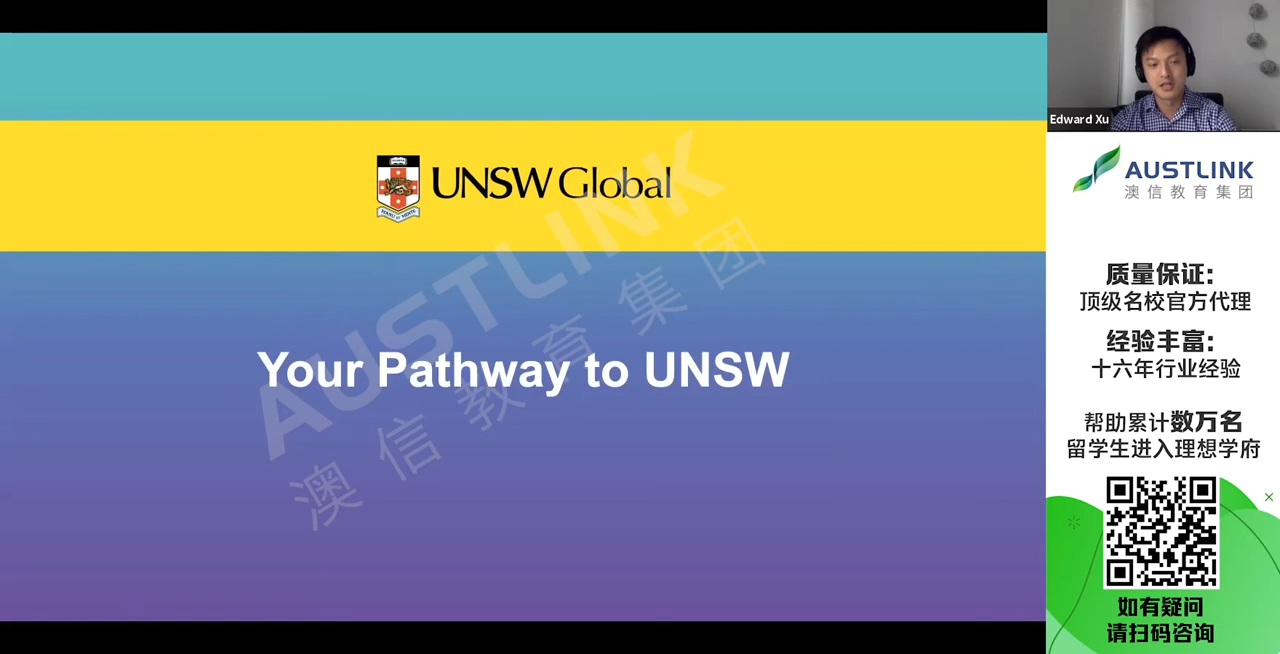 UNSW Global
MANU ET MENTE
Your Pathway to UNSW
AUSTLINK
澳信教育集团
Edward Xu
AUSTLINK
澳信教育集团
质量保证:
顶级名校官方代理
经验丰富:
十六年行业经验
帮助累计数万名
留学生进入理想学府
如有疑问
请扫码咨询